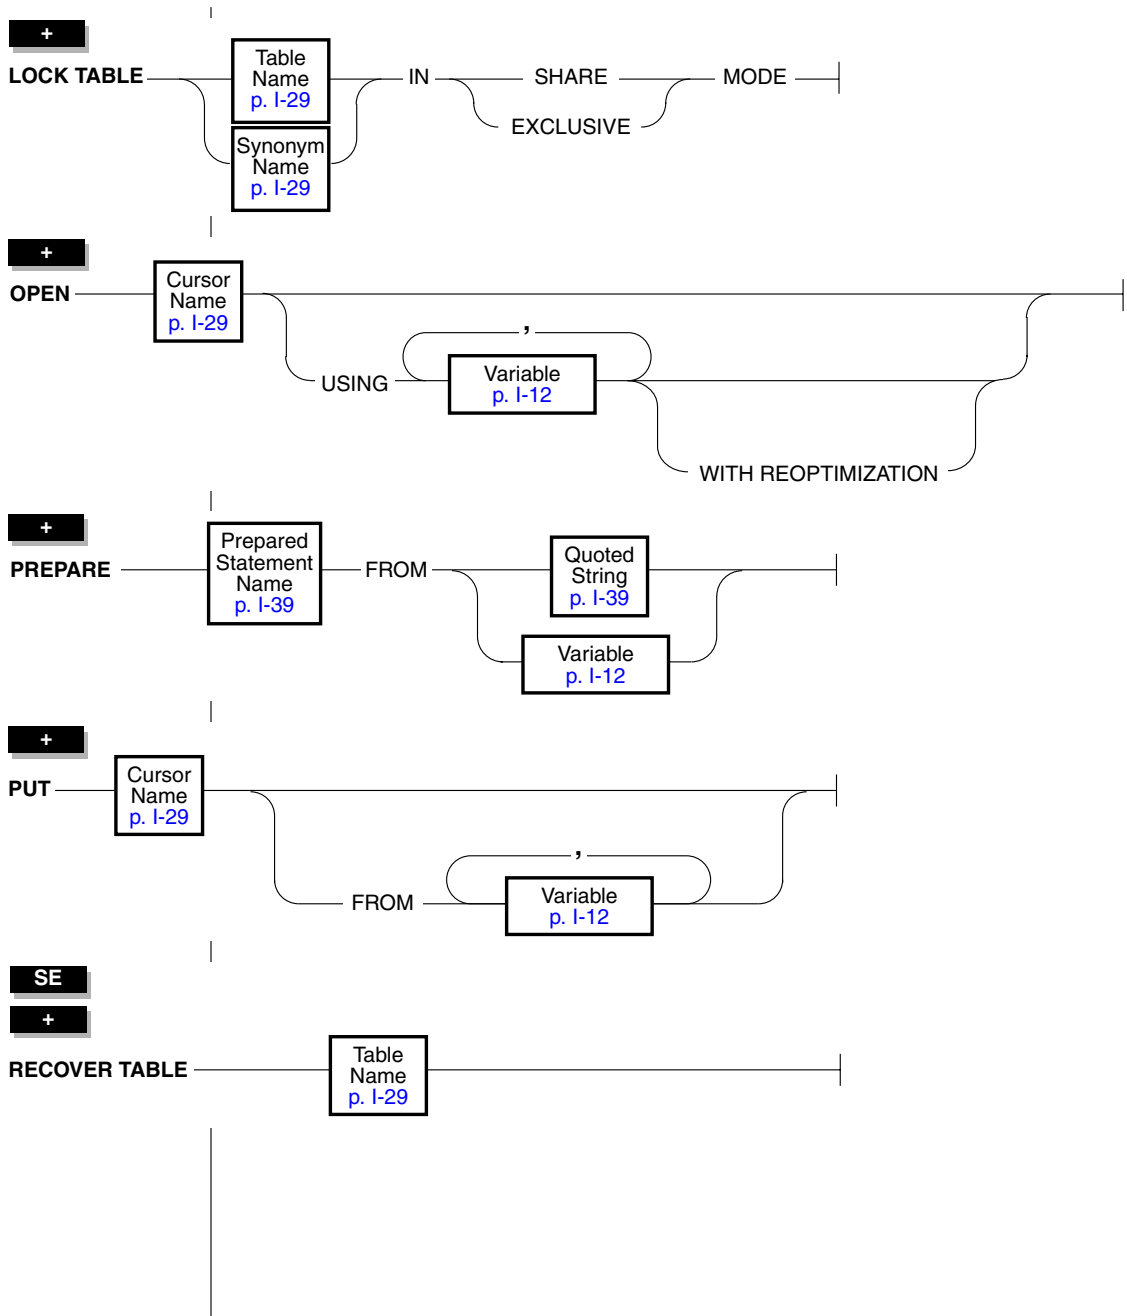 +
LOCK TABLE
Table
Name
p. I-29
IN SHARE MODE
EXCLUSIVE
Synonym
Name
p. I-29
+
OPEN
Cursor
Name
p. I-29
,
USING
Variable
p. I-12
WITH REOPTIMIZATION
+
PREPARE
Prepared
Statement
Name
p. I-39
FROM
Quoted
String
p. I-39
Variable
p. I-12
+
PUT
Cursor
Name
p. I-29
,
FROM
Variable
p. I-12
SE
+
RECOVER TABLE
Table
Name
p. I-29